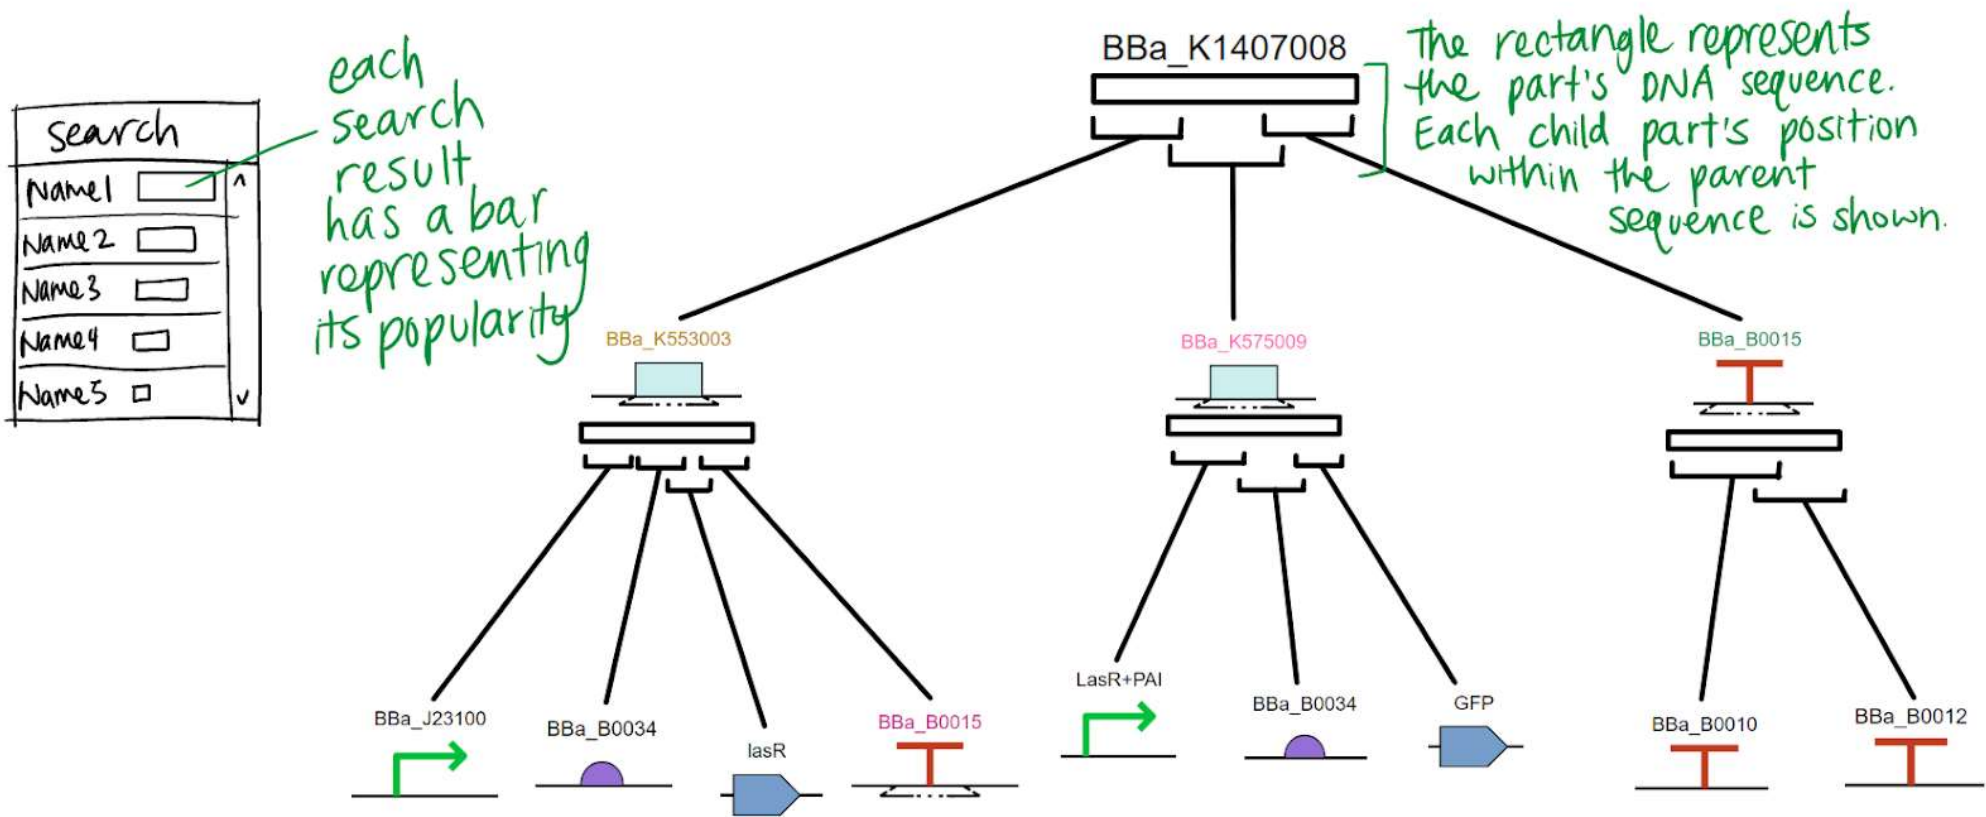 search
Name1
Name2
Name3
Name4
Name5
each
search
result
has a bar
representing
its popularity
BBa_K1407008
The rectangle represents
the part's DNA sequence.
Each child part's position
within the parent
sequence is shown.
BBa_K553003
BBa_K575009
BBa_B0015
BBa_J23100
BBa_B0034
lasR
BBa_B0015
LasR+PAI
BBa_B0034
GFP
BBa_B0010
BBa_B0012